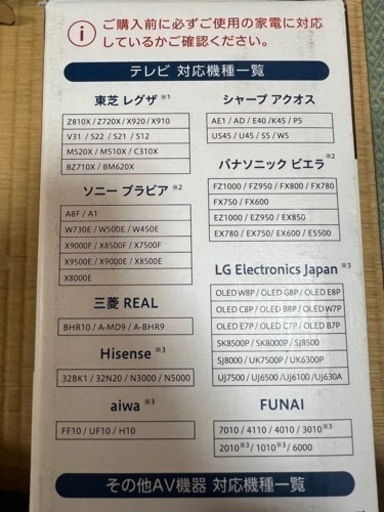 ご購入前に必ずご使用の家電に対応
しているかご確認ください。
テレビ 対応機種一覧
東芝 レグザ ※1
Z810X / Z720X / X920 / X910
V31 / S22 / S21 / S12
M520X / M510X / C310X
BZ710X / BM620X
ソニー ブラビア ※2
A8F / A1
W730E / W500E / W450E
X9000F / X8500F / X7500F
X9500E / X9000E / X8500E
X8000E
三菱 REAL
BHR10 / A-MD9 / A-BHR9
Hisense ※3
32BK1 / 32N20 / N3000 / N5000
aiwa ※3
FF10 / UF10 / H10
シャープ アクオス
AE1 / AD / E40 / K45 / P5
US45 / U45 / S5 / W5
パナソニック ビエラ ※2
FZ1000 / FZ950 / FX800 / FX780
FX750 / FX600
EZ1000 / EZ950 / EX850
EX780 / EX750/ EX600 / ES500
LG Electronics Japan ※3
OLED W8P / OLED G8P / OLED E8P
OLED C8P / OLED B8P / OLED W7P
OLED E7P / OLED C7P / OLED B7P
SK8500P / SK8000P / SJ8500
SJ8000 / UK7500P / UK6300P
UJ7500 / UJ6500 / UJ6100 / UJ630A
FUNAI
7010 / 4110 / 4010 / 3010 ※3
2010 ※3 / 1010 ※3 / 6000
その他AV機器 対応機種一覧